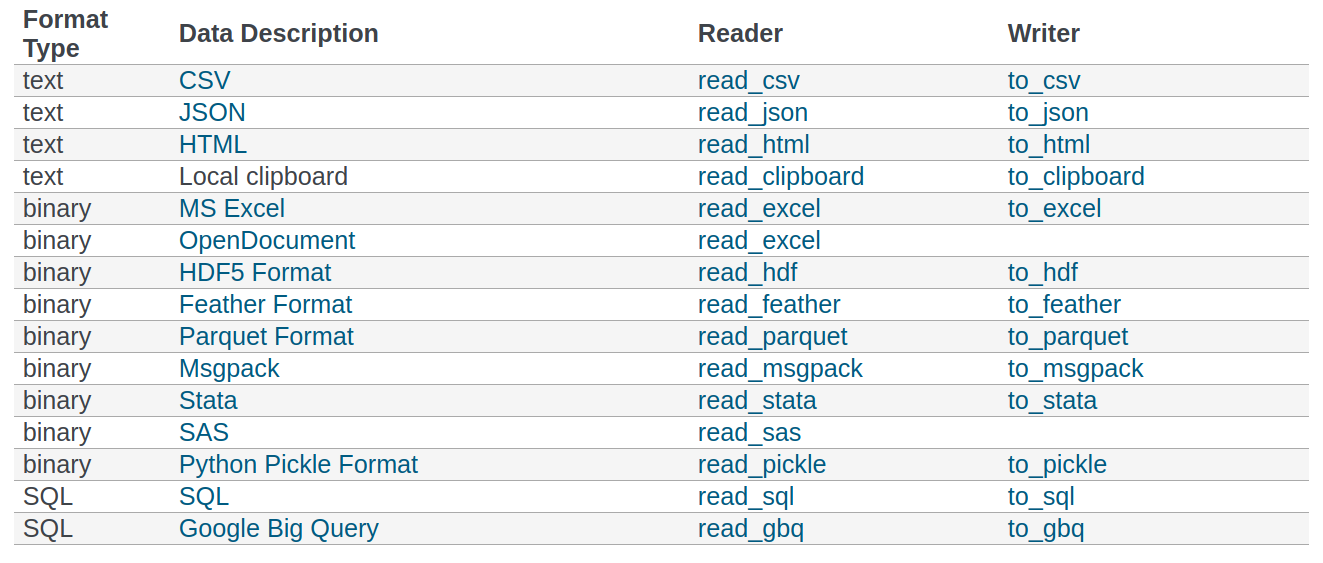 Format Type Data Description Reader Writer
text CSV read_csv to_csv
text JSON read_json to_json
text HTML read_html to_html
text Local clipboard read_clipboard to_clipboard
binary MS Excel read_excel to_excel
binary OpenDocument read_excel
binary HDF5 Format read_hdf to_hdf
binary Feather Format read_feather to_feather
binary Parquet Format read_parquet to_parquet
binary Msgpack read_msgpack to_msgpack
binary Stata read_stata to_stata
binary SAS read_sas
binary Python Pickle Format read_pickle to_pickle
SQL SQL read_sql to_sql
SQL Google Big Query read_gbq to_gbq